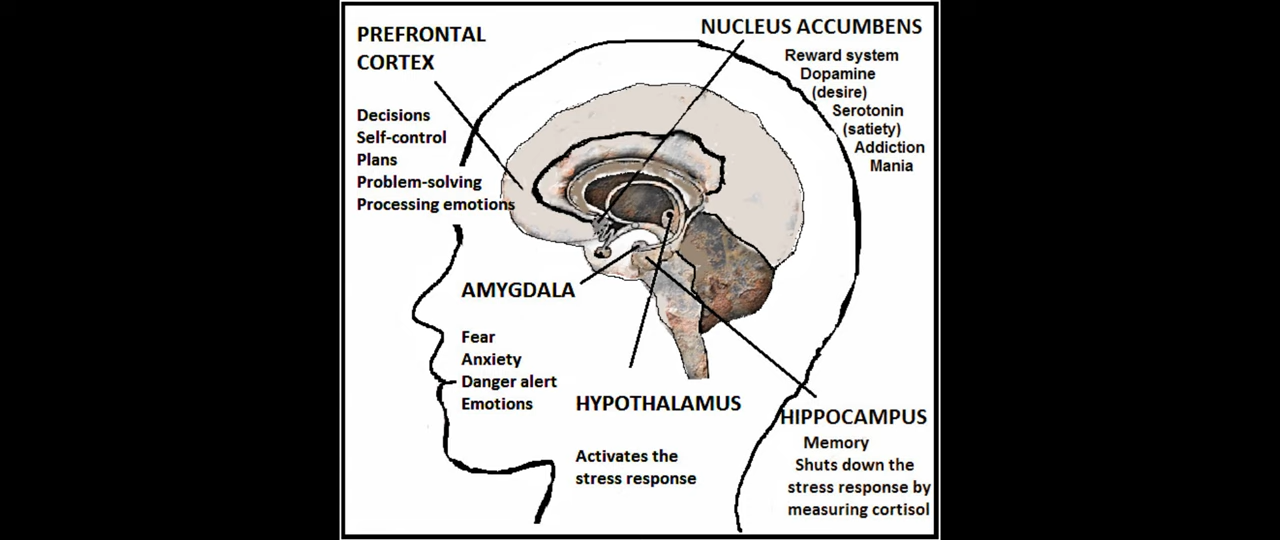 PREFRONTAL
CORTEX
Decisions
Self-control
Plans
Problem-solving
Processing emotions
NUCLEUS ACCUMBENS
Reward system
Dopamine
(desire)
Serotonin
(satiety)
Addiction
Mania
AMYGDALA
Fear
Anxiety
Danger alert
Emotions
HYPOTHALAMUS
Activates the
stress response
HIPPOCAMPUS
Memory
Shuts down the
stress response by
measuring cortisol